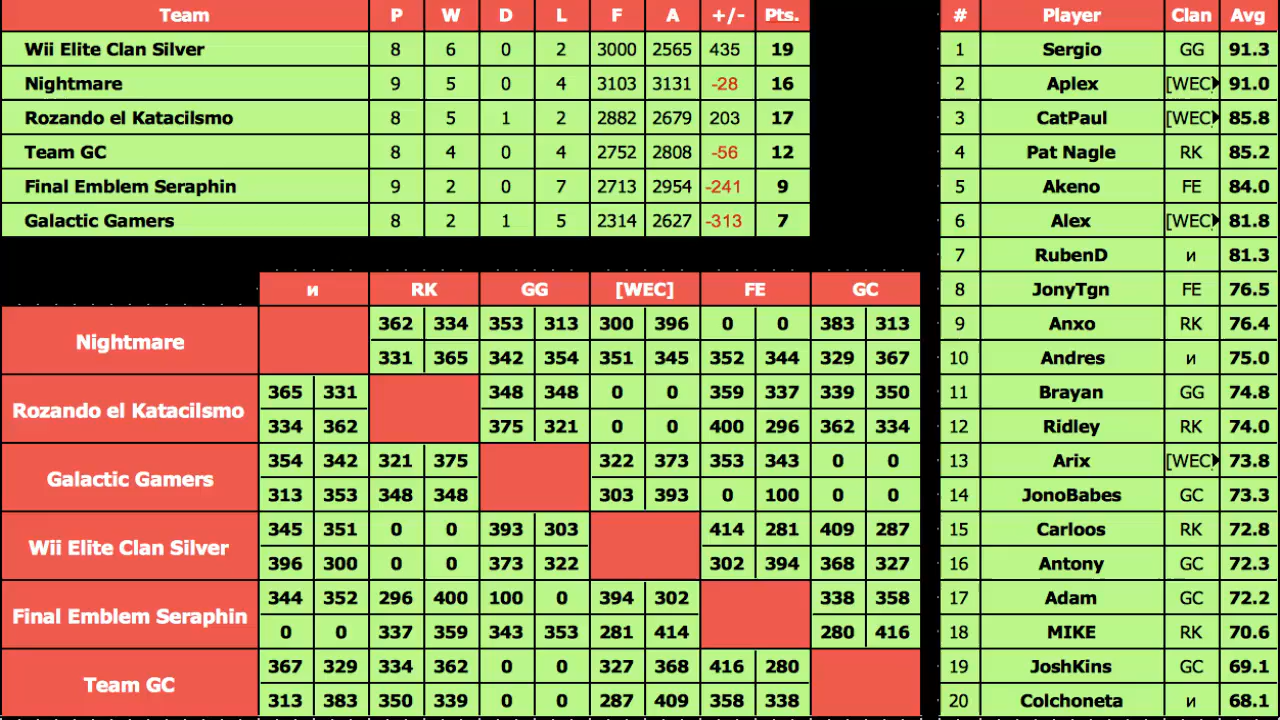 Team P W D L F A +/- Pts.
Wii Elite Clan Silver 8 6 0 2 3000 2565 435 19
Nightmare 9 5 0 4 3103 3131 -28 16
Rozando el Katacilsmo 8 5 1 2 2882 2679 203 17
Team GC 8 4 0 4 2752 2808 -56 12
Final Emblem Seraphin 9 2 0 7 2713 2954 -241 9
Galactic Gamers 8 2 1 5 2314 2627 -313 7
и RK GG [WEC] FE GC
Nightmare
362 334 353 313 300 396 0 0 383 313
331 365 342 354 351 345 352 344 329 367
Rozando el Katacilsmo
365 331 348 348 0 0 359 337 339 350
334 362 375 321 0 0 400 296 362 334
Galactic Gamers
354 342 321 375 322 373 353 343 0 0
313 353 348 348 303 393 0 100 0 0
Wii Elite Clan Silver
345 351 0 0 393 303 414 281 409 287
396 300 0 0 373 322 302 394 368 327
Final Emblem Seraphin
344 352 296 400 100 0 394 302 338 358
0 0 337 359 343 353 281 414 280 416
Team GC
367 329 334 362 0 0 327 368 416 280
313 383 350 339 0 0 287 409 358 338
# Player Clan Avg
1 Sergio GG 91.3
2 Aplex [WEC] 91.0
3 CatPaul [WEC] 85.8
4 Pat Nagle RK 85.2
5 Akeno FE 84.0
6 Alex [WEC] 81.8
7 RubenD и 81.3
8 JonyTgn FE 76.5
9 Anxo RK 76.4
10 Andres и 75.0
11 Brayan GG 74.8
12 Ridley RK 74.0
13 Arix [WEC] 73.8
14 JonoBabes GC 73.3
15 Carloos RK 72.8
16 Antony GC 72.3
17 Adam GC 72.2
18 MIKE RK 70.6
19 JoshKins GC 69.1
20 Colchoneta и 68.1